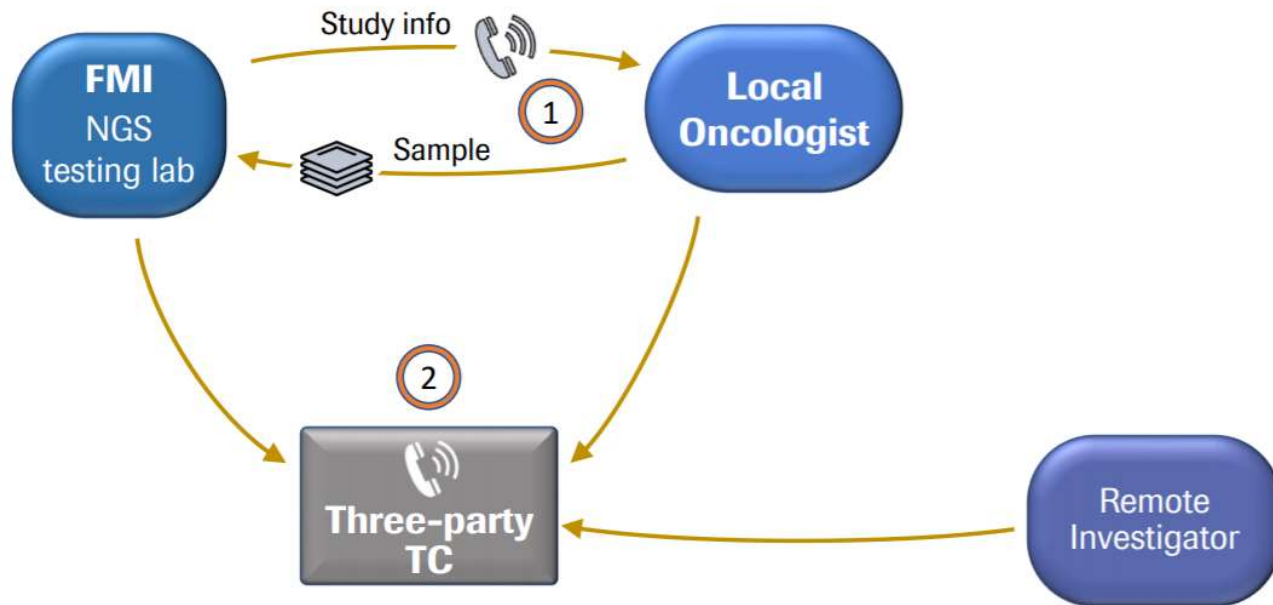 Study info
FMI
NGS
testing lab
Local
Oncologist
1
Sample
2
Three-party
TC
Remote
Investigator